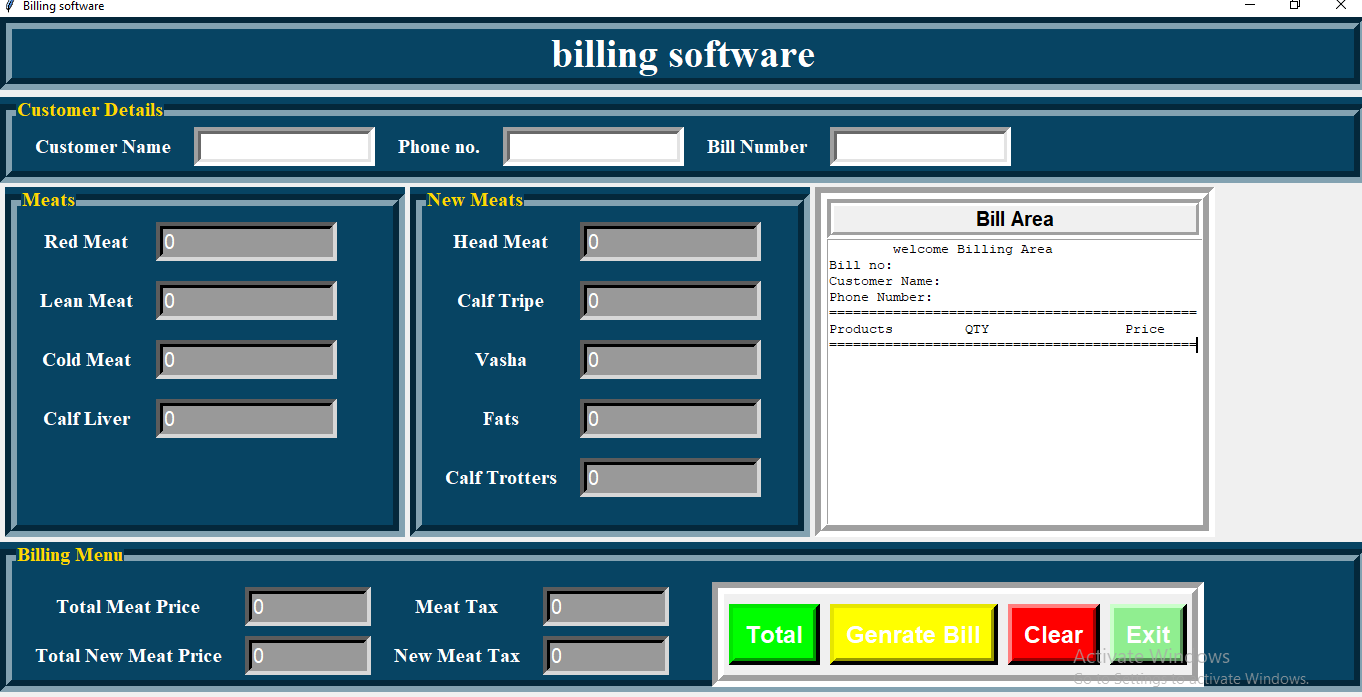 Billing software
billing software
Customer Details
Customer Name
Phone no.
Bill Number
Meats
Red Meat 0
Lean Meat 0
Cold Meat 0
Calf Liver 0
New Meats
Head Meat 0
Calf Tripe 0
Vasha 0
Fats 0
Calf Trotters 0
Bill Area
welcome Billing Area
Bill no:
Customer Name:
Phone Number:
==============================================
Products QTY Price
==============================================
Billing Menu
Total Meat Price 0 Meat Tax 0
Total New Meat Price 0 New Meat Tax 0
Total Genrate Bill Clear Exit
Activate Windows
Go to Settings to activate Windows.